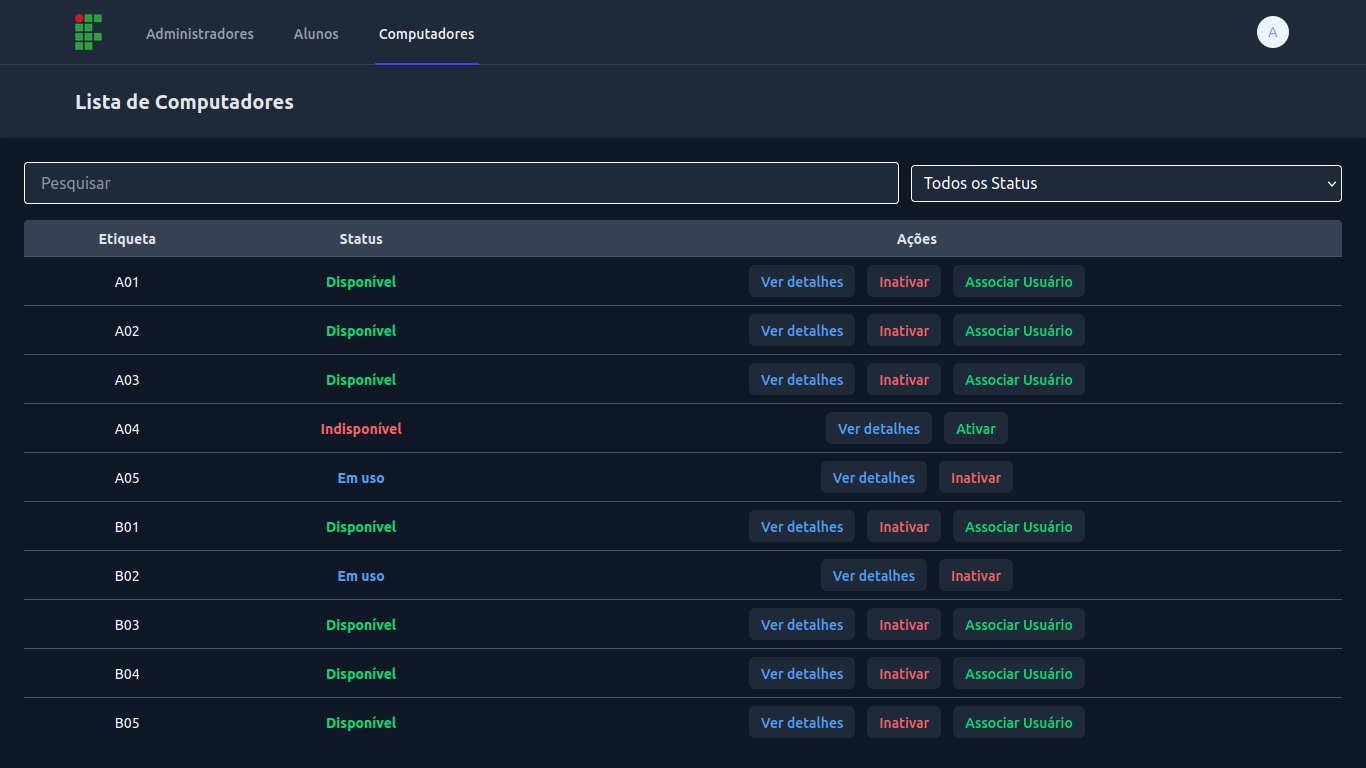 Administradores Alunos Computadores A
Lista de Computadores
Pesquisar Todos os Status
Etiqueta Status Ações
A01 Disponível Ver detalhes Inativar Associar Usuário
A02 Disponível Ver detalhes Inativar Associar Usuário
A03 Disponível Ver detalhes Inativar Associar Usuário
A04 Indisponível Ver detalhes Ativar
A05 Em uso Ver detalhes Inativar
B01 Disponível Ver detalhes Inativar Associar Usuário
B02 Em uso Ver detalhes Inativar
B03 Disponível Ver detalhes Inativar Associar Usuário
B04 Disponível Ver detalhes Inativar Associar Usuário
B05 Disponível Ver detalhes Inativar Associar Usuário